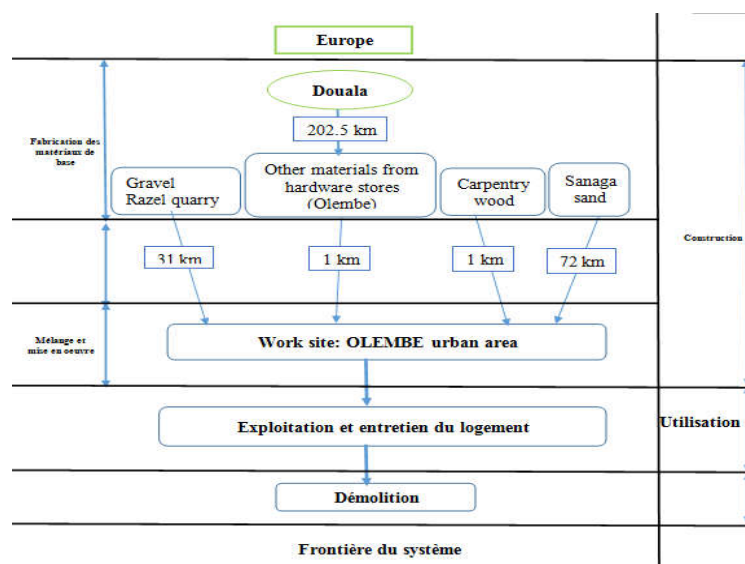 Europe
Douala
202.5 km
Fabrication des
matériaux de
base
Gravel
Razel quarry
Other materials from
hardware stores
(Olembe)
Carpentry
wood
Sanaga
sand
Construction
31 km
1 km
1 km
72 km
Mélange et
mise en oeuvre
Work site: OLEMBE urban area
Exploitation et entretien du logement
Utilisation
Démolition
Frontière du système